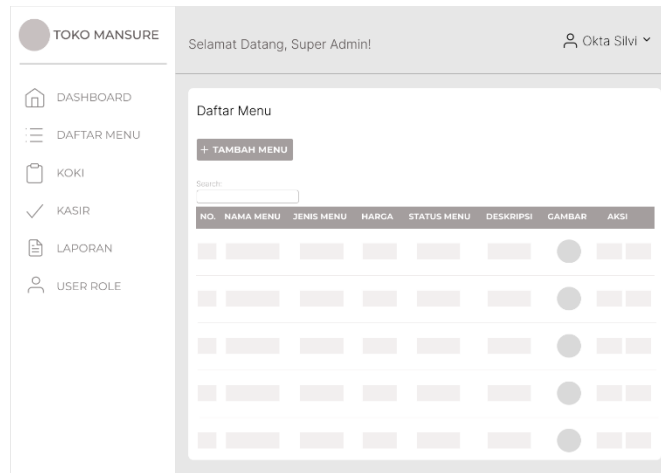 TOKO MANSURE
Selamat Datang, Super Admin!
Okta Silvi
DASHBOARD
DAFTAR MENU
KOKI
KASIR
LAPORAN
USER ROLE
Daftar Menu
+ TAMBAH MENU
Search:
NO. NAMA MENU JENIS MENU HARGA STATUS MENU DESKRIPSI GAMBAR AKSI